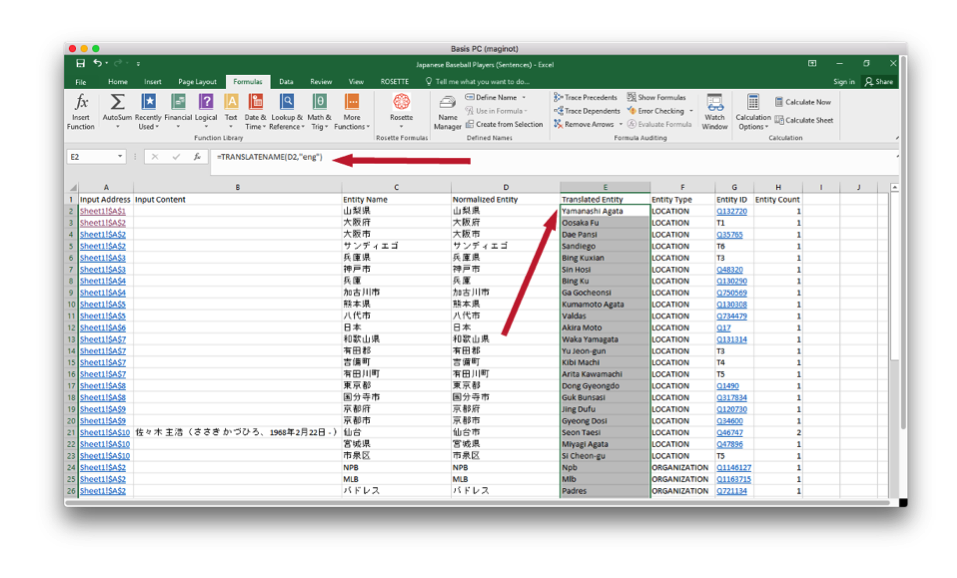 Basis PC (maginot)
Japanese Baseball Players (Sentences) - Excel
File Home Insert Page Layout Formulas Data Review View ROSETTE Tell me what you want to do... Sign in Share
fx Insert Function
Σ AutoSum
Recently Used
Financial
Logical
Text
Date & Time
Lookup & Reference
Math & Trig
More Functions
Function Library
Rosette
Rosette Formulas
Name Manager
Define Name
Use in Formula
Create from Selection
Defined Names
Trace Precedents
Trace Dependents
Remove Arrows
Show Formulas
Error Checking
Evaluate Formula
Watch Window
Formula Auditing
Calculation Options
Calculate Now
Calculate Sheet
Calculation
E2 fx =TRANSLATENAME(D2,"eng")
A B C D E F G H I J
1 Input Address Input Content Entity Name Normalized Entity Translated Entity Entity Type Entity ID Entity Count
2 Sheet1!$A$1 山梨県 山梨県 Yamanashi Agata LOCATION Q132720 1
3 Sheet1!$A$2 大阪府 大阪府 Oosaka Fu LOCATION T1 1
4 Sheet1!$A$2 大阪市 大阪市 Dae Pansi LOCATION Q35765 1
5 Sheet1!$A$2 サンディエゴ サンディエゴ Sandiego LOCATION T6 1
6 Sheet1!$A$3 兵庫県 兵庫県 Bing Kuxian LOCATION T3 1
7 Sheet1!$A$3 神戸市 神戸市 Sin Hosi LOCATION Q48320 1
8 Sheet1!$A$4 兵庫 兵庫 Bing Ku LOCATION Q130290 1
9 Sheet1!$A$4 加古川市 加古川市 Ga Gocheonsi LOCATION Q750569 1
10 Sheet1!$A$5 熊本県 熊本県 Kumamoto Agata LOCATION Q130308 1
11 Sheet1!$A$5 八代市 八代市 Valdas LOCATION Q734479 1
12 Sheet1!$A$6 日本 日本 Akira Moto LOCATION Q17 1
13 Sheet1!$A$7 和歌山県 和歌山県 Waka Yamagata LOCATION Q131314 1
14 Sheet1!$A$7 有田郡 有田郡 Yu Jeon-gun LOCATION T3 1
15 Sheet1!$A$7 吉備町 吉備町 Kibi Machi LOCATION T4 1
16 Sheet1!$A$7 有田川町 有田川町 Arita Kawamachi LOCATION T5 1
17 Sheet1!$A$8 東京都 東京都 Dong Gyeongdo LOCATION Q1490 1
18 Sheet1!$A$8 国分寺市 国分寺市 Guk Bunsasi LOCATION Q317834 1
19 Sheet1!$A$9 京都府 京都府 Jing Dufu LOCATION Q120730 1
20 Sheet1!$A$9 京都市 京都市 Gyeong Dosi LOCATION Q34600 1
21 Sheet1!$A$10 佐々木 主浩（ささき かづひろ、1968年2月22日 - ） 仙台 仙台市 Seon Taesi LOCATION Q46747 2
22 Sheet1!$A$10 宮城県 宮城県 Miyagi Agata LOCATION Q47896 1
23 Sheet1!$A$10 市泉区 市泉区 Si Cheon-gu LOCATION T5 1
24 Sheet1!$A$2 NPB NPB Npb ORGANIZATION Q1146127 1
25 Sheet1!$A$2 MLB MLB Mlb ORGANIZATION Q1163715 1
26 Sheet1!$A$2 パドレス パドレス Padres ORGANIZATION Q721134 1